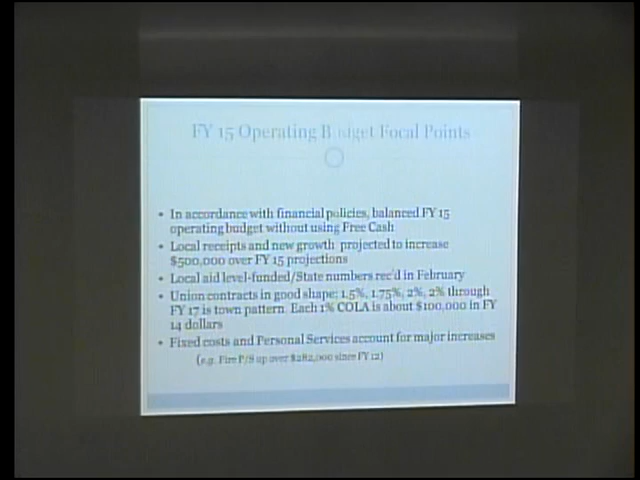 FY 15 Operating Budget Focal Points
• In accordance with financial policies, balanced FY 15
operating budget without using Free Cash
• Local receipts and new growth projected to increase
$500,000 over FY 15 projections
• Local aid level-funded/State numbers rec'd in February
• Union contracts in good shape; 1.5%, 1.75%, 2%, 2% through
FY 17 is town pattern. Each 1% COLA is about $100,000 in FY
14 dollars
• Fixed costs and Personal Services account for major increases
(e.g. Fire P/S up over $282,000 since FY 12)